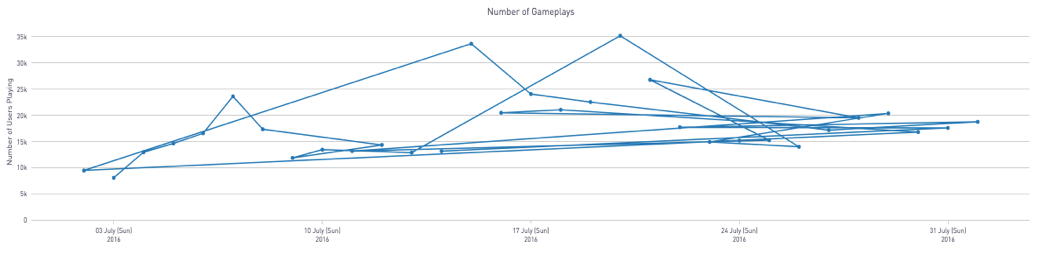 Number of Gameplays
Number of Users Playing
35k
30k
25k
20k
15k
10k
5k
0
03 July (Sun)
2016
10 July (Sun)
2016
17 July (Sun)
2016
24 July (Sun)
2016
31 July (Sun)
2016